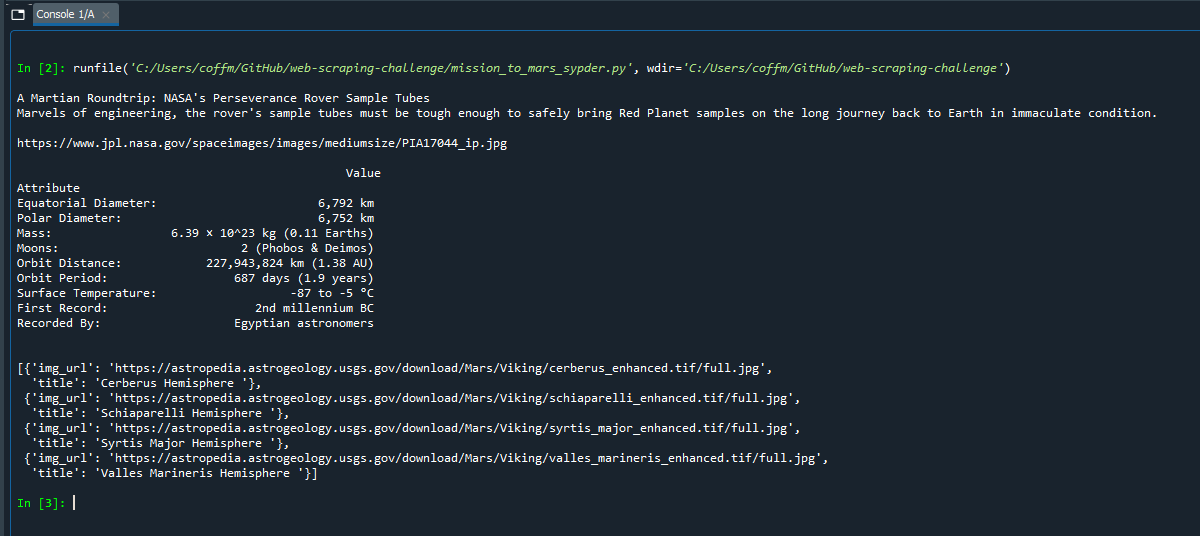 Console 1/A
In [2]: runfile('C:/Users/coffm/GitHub/web-scraping-challenge/mission_to_mars_sypder.py', wdir='C:/Users/coffm/GitHub/web-scraping-challenge')
A Martian Roundtrip: NASA's Perseverance Rover Sample Tubes
Marvels of engineering, the rover's sample tubes must be tough enough to safely bring Red Planet samples on the long journey back to Earth in immaculate condition.
https://www.jpl.nasa.gov/spaceimages/images/mediumsize/PIA17044_ip.jpg
Value
Attribute
Equatorial Diameter: 6,792 km
Polar Diameter: 6,752 km
Mass: 6.39 × 10^23 kg (0.11 Earths)
Moons: 2 (Phobos & Deimos)
Orbit Distance: 227,943,824 km (1.38 AU)
Orbit Period: 687 days (1.9 years)
Surface Temperature: -87 to -5 °C
First Record: 2nd millennium BC
Recorded By: Egyptian astronomers
[{'img_url': 'https://astropedia.astrogeology.usgs.gov/download/Mars/Viking/cerberus_enhanced.tif/full.jpg',
'title': 'Cerberus Hemisphere '},
{'img_url': 'https://astropedia.astrogeology.usgs.gov/download/Mars/Viking/schiaparelli_enhanced.tif/full.jpg',
'title': 'Schiaparelli Hemisphere '},
{'img_url': 'https://astropedia.astrogeology.usgs.gov/download/Mars/Viking/syrtis_major_enhanced.tif/full.jpg',
'title': 'Syrtis Major Hemisphere '},
{'img_url': 'https://astropedia.astrogeology.usgs.gov/download/Mars/Viking/valles_marineris_enhanced.tif/full.jpg',
'title': 'Valles Marineris Hemisphere '}]
In [3]: